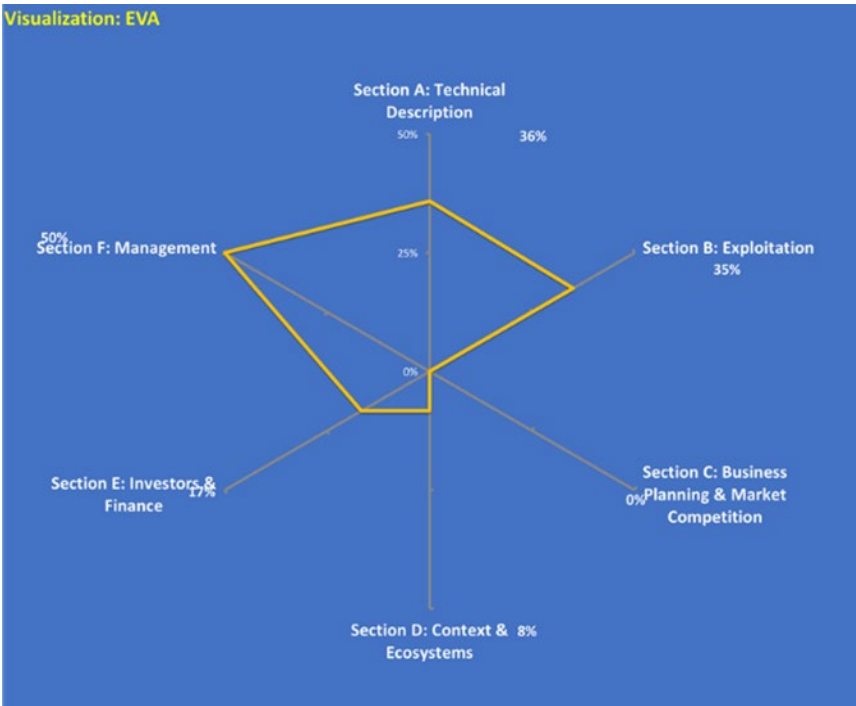 Visualization: EVA
Section A: Technical
Description
50%
36%
50%
Section F: Management
25%
Section B: Exploitation
35%
0%
Section E: Investors &
17%
Finance
Section C: Business
0%
Planning & Market
Competition
Section D: Context &
8%
Ecosystems